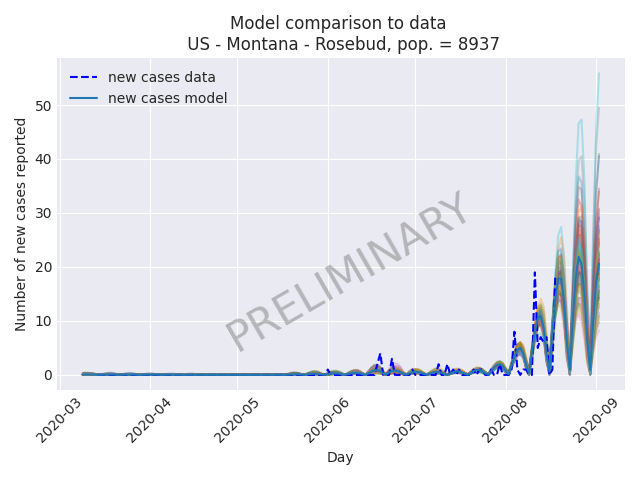 Model comparison to data
US - Montana - Rosebud, pop. = 8937
new cases data
new cases model
PRELIMINARY
Number of new cases reported
50
40
30
20
10
0
2020-03
2020-04
2020-05
2020-06
2020-07
2020-08
2020-09
Day